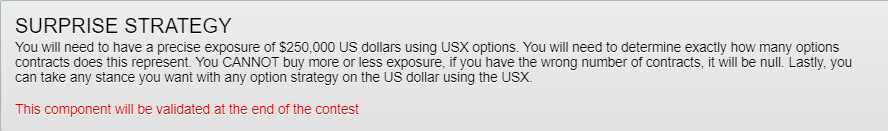 SURPRISE STRATEGY
You will need to have a precise exposure of $250,000 US dollars using USX options. You will need to determine exactly how many options
contracts does this represent. You CANNOT buy more or less exposure, if you have the wrong number of contracts, it will be null. Lastly, you
can take any stance you want with any option strategy on the US dollar using the USX.
This component will be validated at the end of the contest